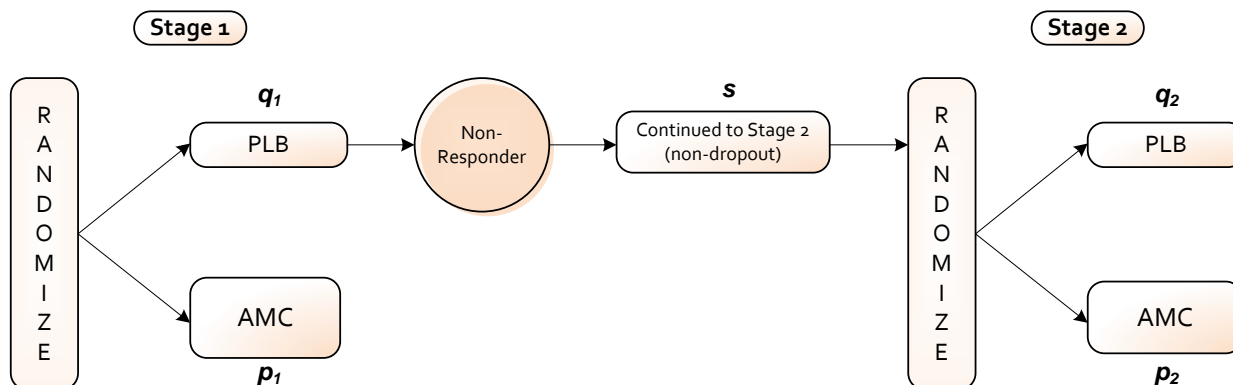 Stage 1
Stage 2
R
A
N
D
O
M
I
Z
E
q1
PLB
AMC
p1
Non-
Responder
s
Continued to Stage 2
(non-dropout)
R
A
N
D
O
M
I
Z
E
q2
PLB
AMC
p2